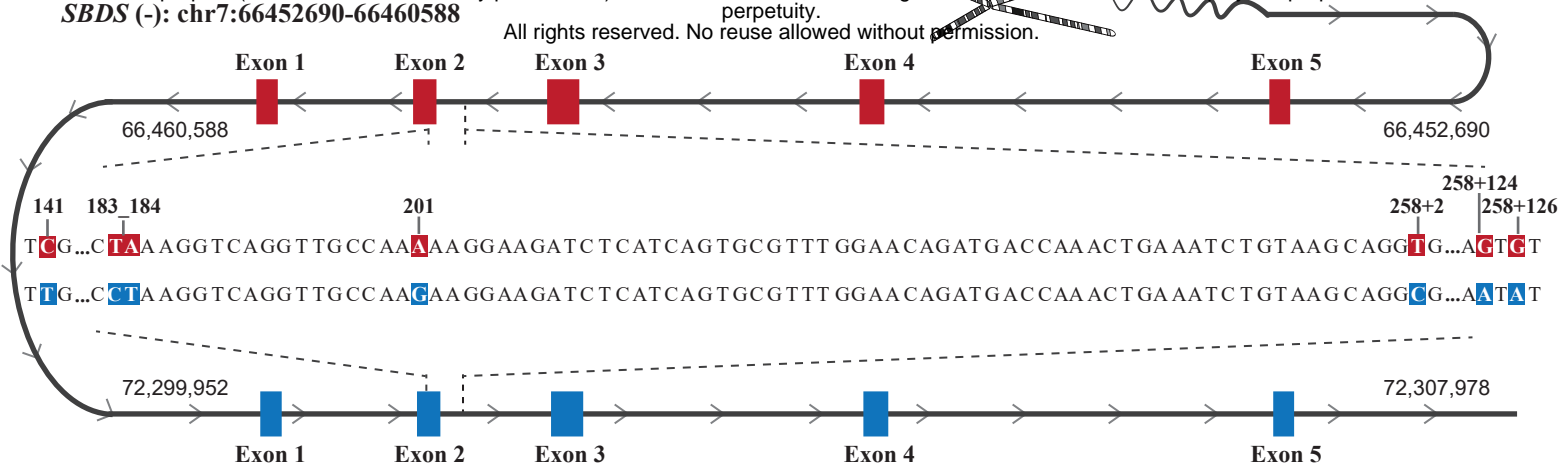 SBDS (-): chr7:66452690-66460588
perpetuity.
All rights reserved. No reuse allowed without permission.
Exon 1 Exon 2 Exon 3 Exon 4 Exon 5
66,460,588 66,452,690
141 183_184 201 258+2 258+124 258+126
TCG...CTAAAGGTCAGGTTGCCAAAAAGGAAGATCTCATCAGTGCGTTTGGAACAGATGACCAAACTGAAATCTGTAAGCAGGTG...AGTGT
TTG...CCTAAGGTCAGGTTGCCAAGAAGGAAGATCTCATCAGTGCGTTTGGAACAGATGACCAAACTGAAATCTGTAAGCAGGCG...AATAT
72,299,952 72,307,978
Exon 1 Exon 2 Exon 3 Exon 4 Exon 5